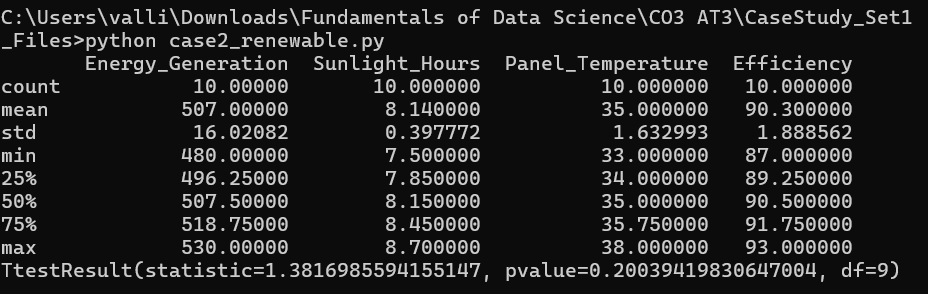 C:\Users\valli\Downloads\Fundamentals of Data Science\CO3 AT3\CaseStudy_Set1
_Files>python case2_renewable.py
       Energy_Generation  Sunlight_Hours  Panel_Temperature  Efficiency
count           10.00000       10.000000          10.000000   10.000000
mean           507.00000        8.140000          35.000000   90.300000
std             16.02082        0.397772           1.632993    1.888562
min            480.00000        7.500000          33.000000   87.000000
25%            496.25000        7.850000          34.000000   89.250000
50%            507.50000        8.150000          35.000000   90.500000
75%            518.75000        8.450000          35.750000   91.750000
max            530.00000        8.700000          38.000000   93.000000
TtestResult(statistic=1.3816985594155147, pvalue=0.20039419830647004, df=9)